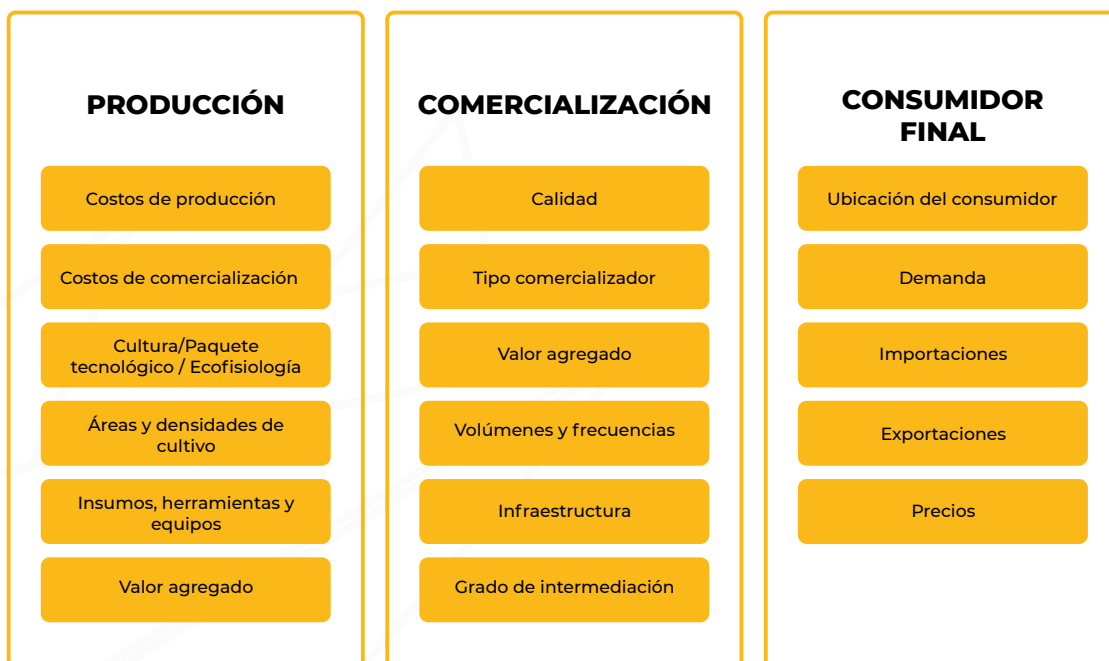 PRODUCCIÓN
Costos de producción
Costos de comercialización
Cultura/Paquete
tecnológico / Ecofisiología
Áreas y densidades de
cultivo
Insumos, herramientas y
equipos
Valor agregado
COMERCIALIZACIÓN
Calidad
Tipo comercializador
Valor agregado
Volúmenes y frecuencias
Infraestructura
Grado de intermediación
CONSUMIDOR
FINAL
Ubicación del consumidor
Demanda
Importaciones
Exportaciones
Precios